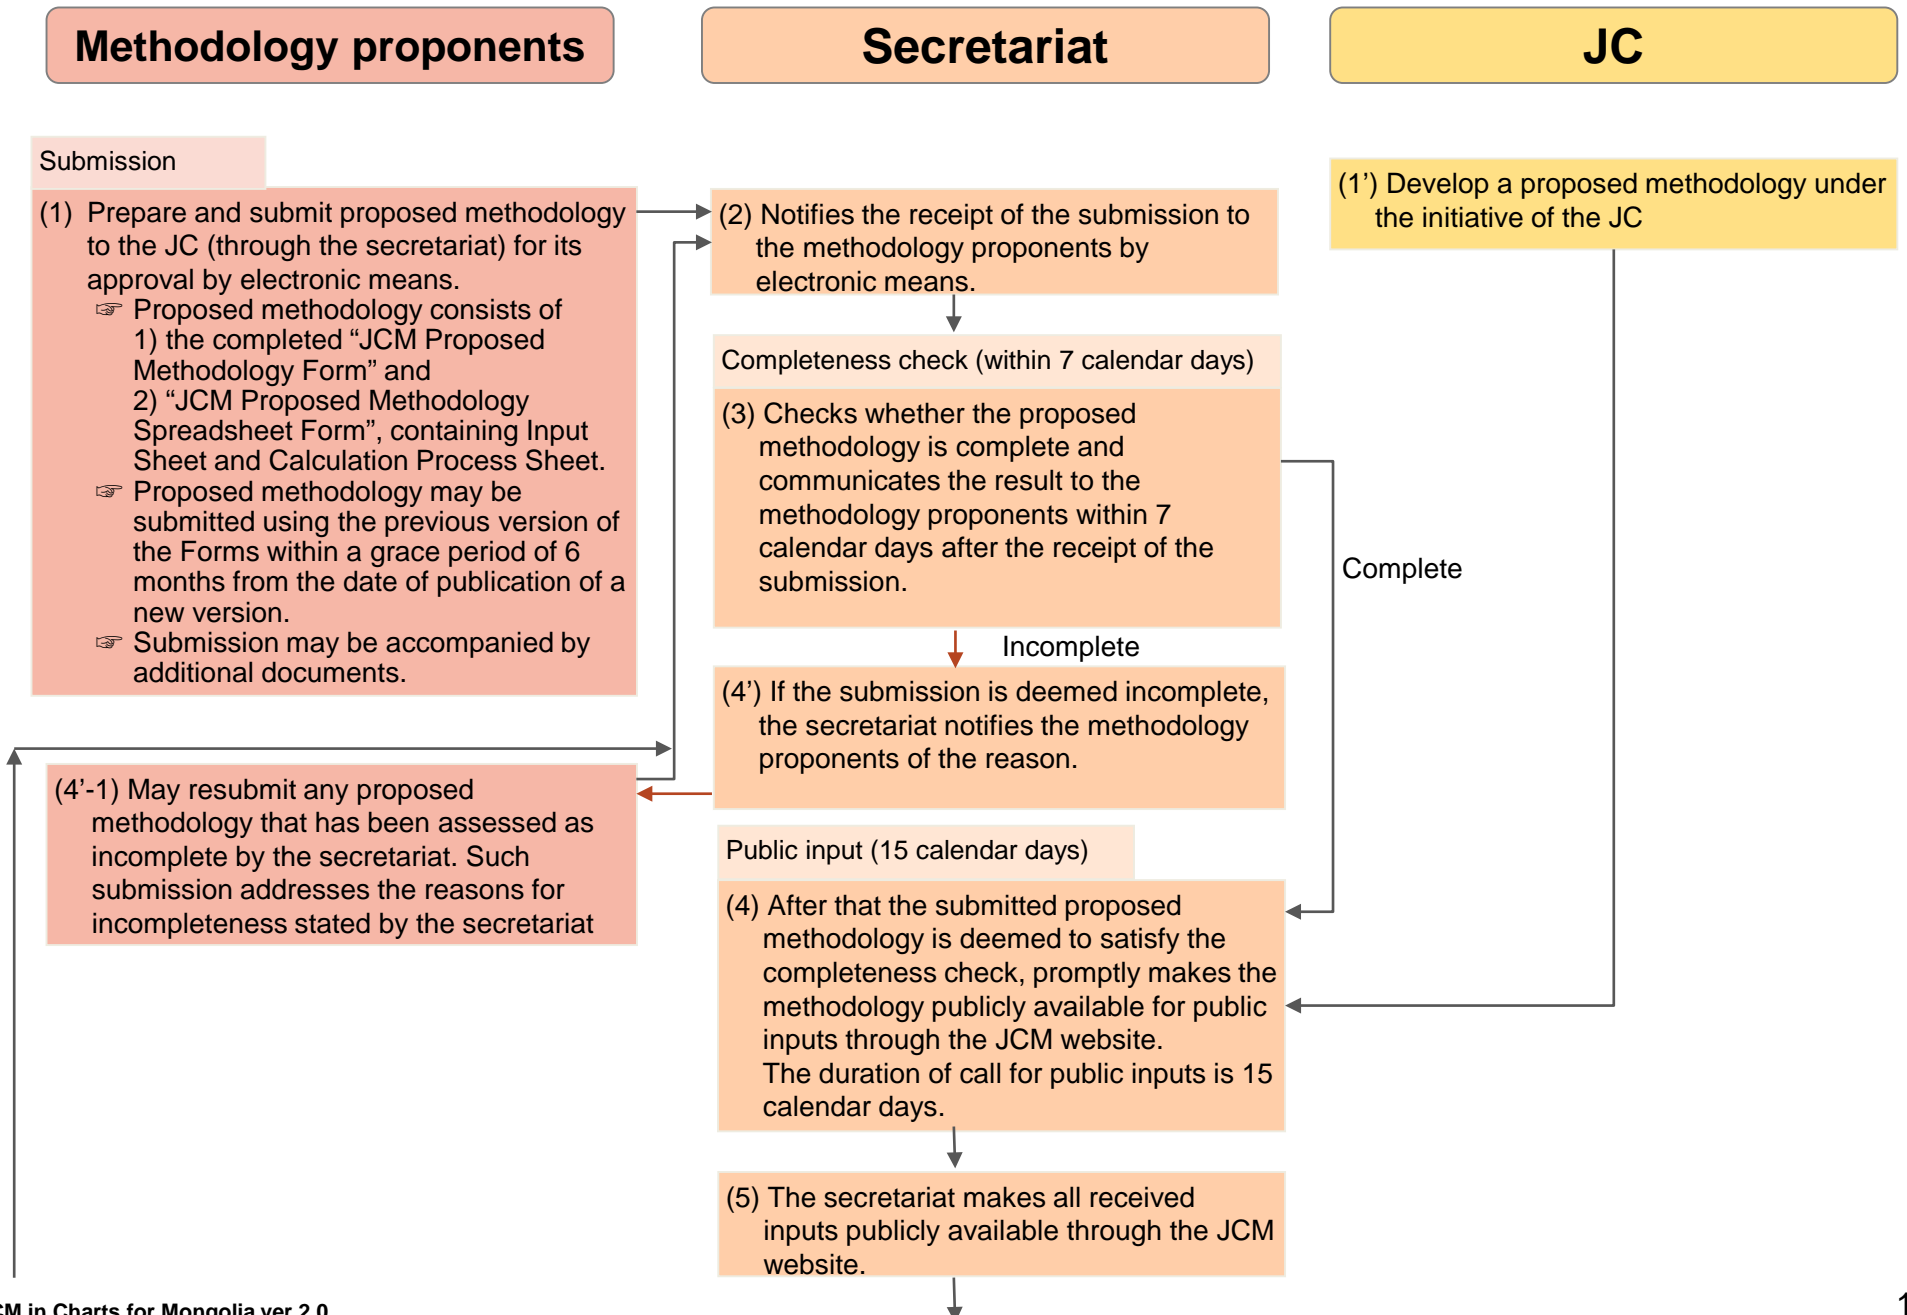 Methodology proponents
Secretariat
JC
Submission
(1) Prepare and submit proposed methodology
to the JC (through the secretariat) for its
approval by electronic means.
☞ Proposed methodology consists of
1) the completed “JCM Proposed
Methodology Form” and
2) “JCM Proposed Methodology
Spreadsheet Form”, containing Input
Sheet and Calculation Process Sheet.
☞ Proposed methodology may be
submitted using the previous version of
the Forms within a grace period of 6
months from the date of publication of a
new version.
☞ Submission may be accompanied by
additional documents.
(2) Notifies the receipt of the submission to
the methodology proponents by
electronic means.
(1’) Develop a proposed methodology under
the initiative of the JC
Completeness check (within 7 calendar days)
(3) Checks whether the proposed
methodology is complete and
communicates the result to the
methodology proponents within 7
calendar days after the receipt of the
submission.
Complete
Incomplete
(4’) If the submission is deemed incomplete,
the secretariat notifies the methodology
proponents of the reason.
(4’-1) May resubmit any proposed
methodology that has been assessed as
incomplete by the secretariat. Such
submission addresses the reasons for
incompleteness stated by the secretariat
Public input (15 calendar days)
(4) After that the submitted proposed
methodology is deemed to satisfy the
completeness check, promptly makes the
methodology publicly available for public
inputs through the JCM website.
The duration of call for public inputs is 15
calendar days.
(5) The secretariat makes all received
inputs publicly available through the JCM
website.
CM in Charts for Mongolia ver 2.0
1